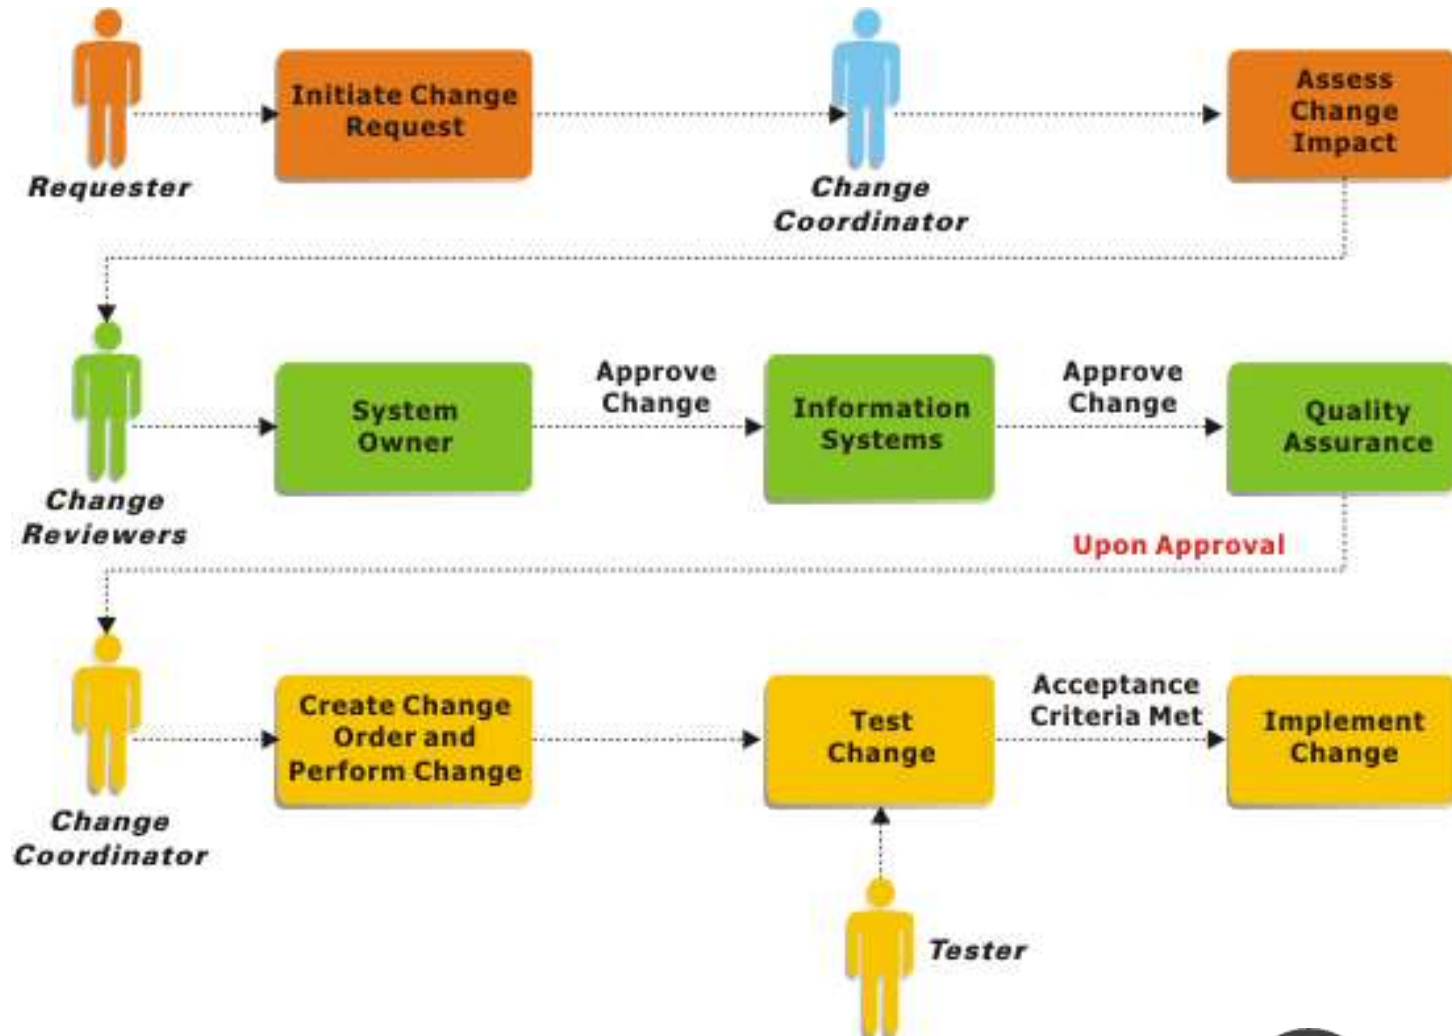 Initiate Change
Request
Assess
Change
Impact
Requester
Change
Coordinator
System
Owner
Approve
Change
Information
Systems
Approve
Change
Quality
Assurance
Change
Reviewers
Upon Approval
Create Change
Order and
Perform Change
Test
Change
Acceptance
Criteria Met
Implement
Change
Change
Coordinator
Tester